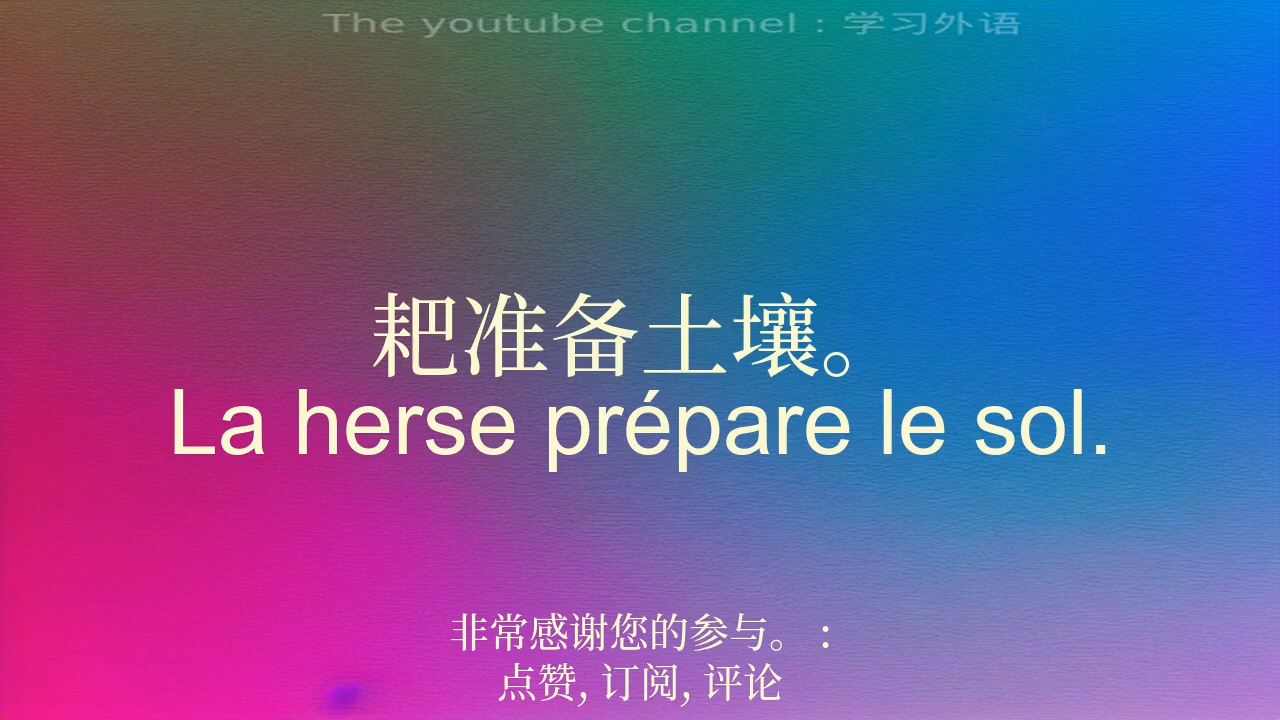 The youtube channel : 学习外语
耙准备土壤。
La herse prépare le sol.
非常感谢您的参与。 :
点赞, 订阅, 评论